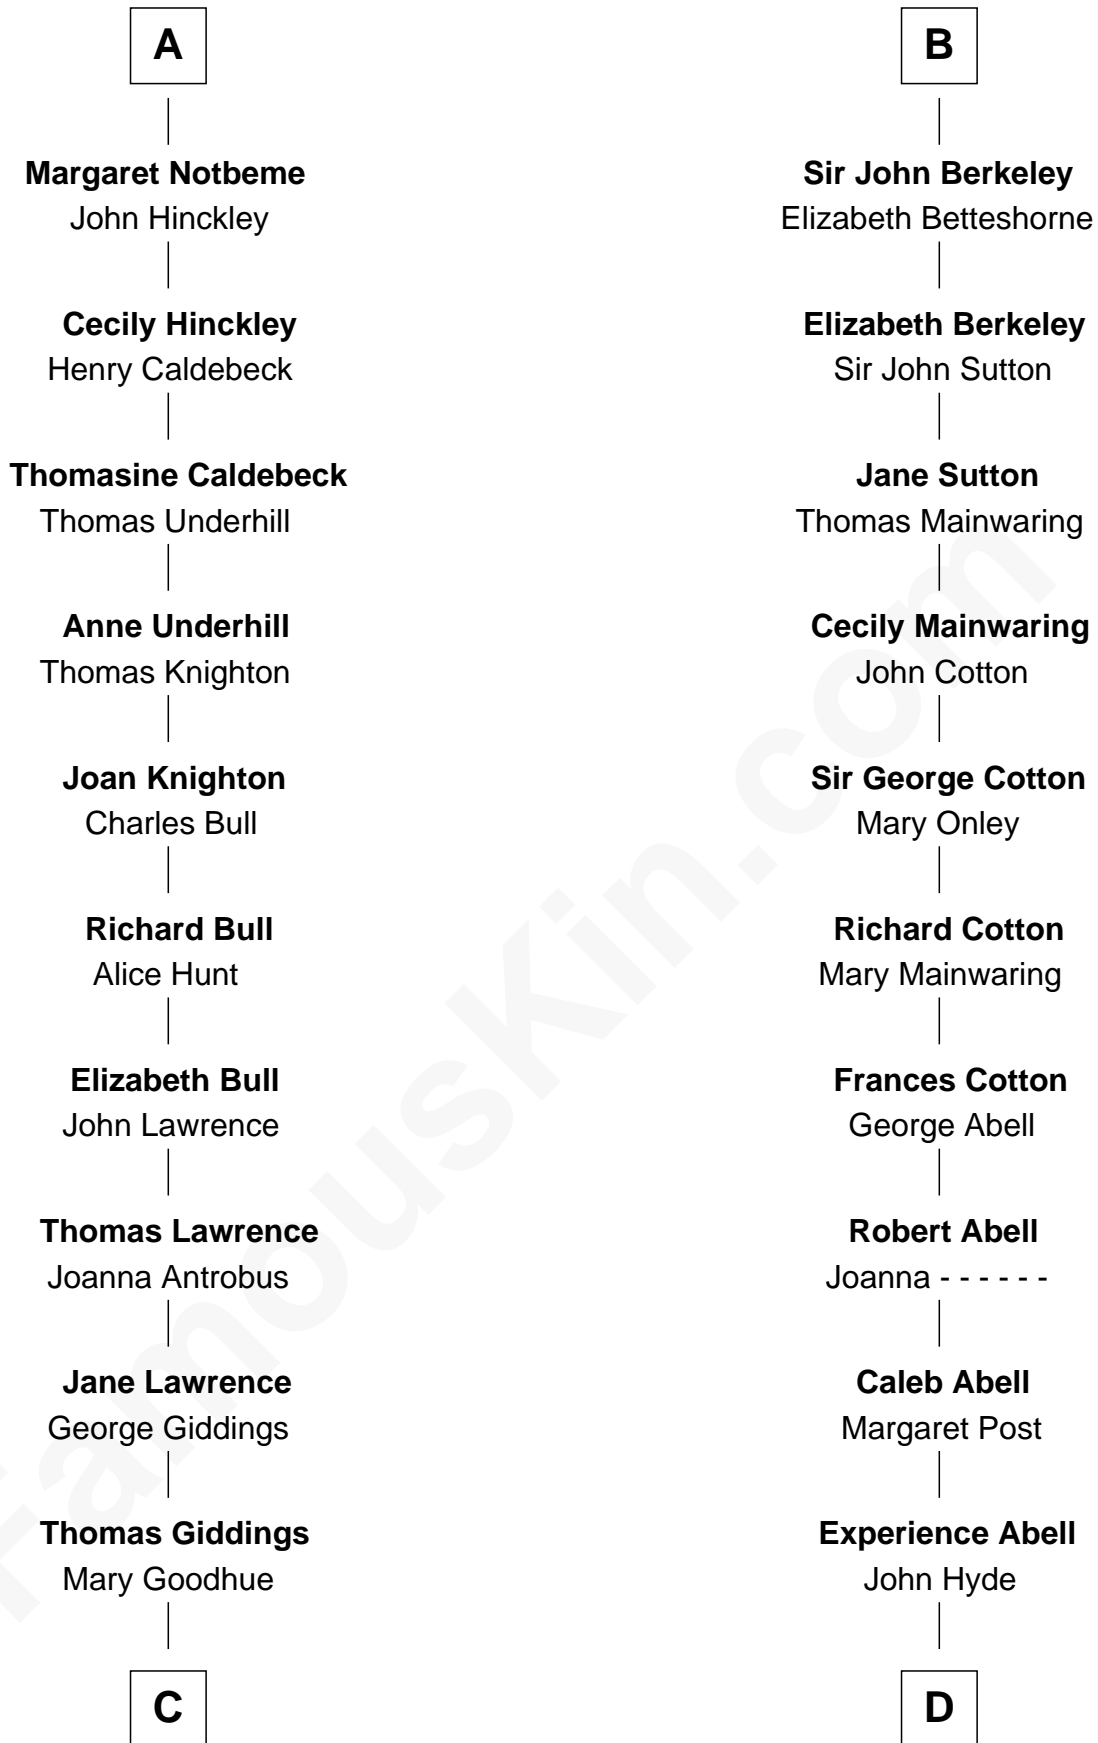 A
Margaret Notbeme
John Hinckley
Cecily Hinckley
Henry Caldebeck
Thomasine Caldebeck
Thomas Underhill
Anne Underhill
Thomas Knighton
Joan Knighton
Charles Bull
Richard Bull
Alice Hunt
Elizabeth Bull
John Lawrence
Thomas Lawrence
Joanna Antrobus
Jane Lawrence
George Giddings
Thomas Giddings
Mary Goodhue
C
B
Sir John Berkeley
Elizabeth Betteshorne
Elizabeth Berkeley
Sir John Sutton
Jane Sutton
Thomas Mainwaring
Cecily Mainwaring
John Cotton
Sir George Cotton
Mary Onley
Richard Cotton
Mary Mainwaring
Frances Cotton
George Abell
Robert Abell
Joanna - - - - - -
Caleb Abell
Margaret Post
Experience Abell
John Hyde
D
FamousKin.com